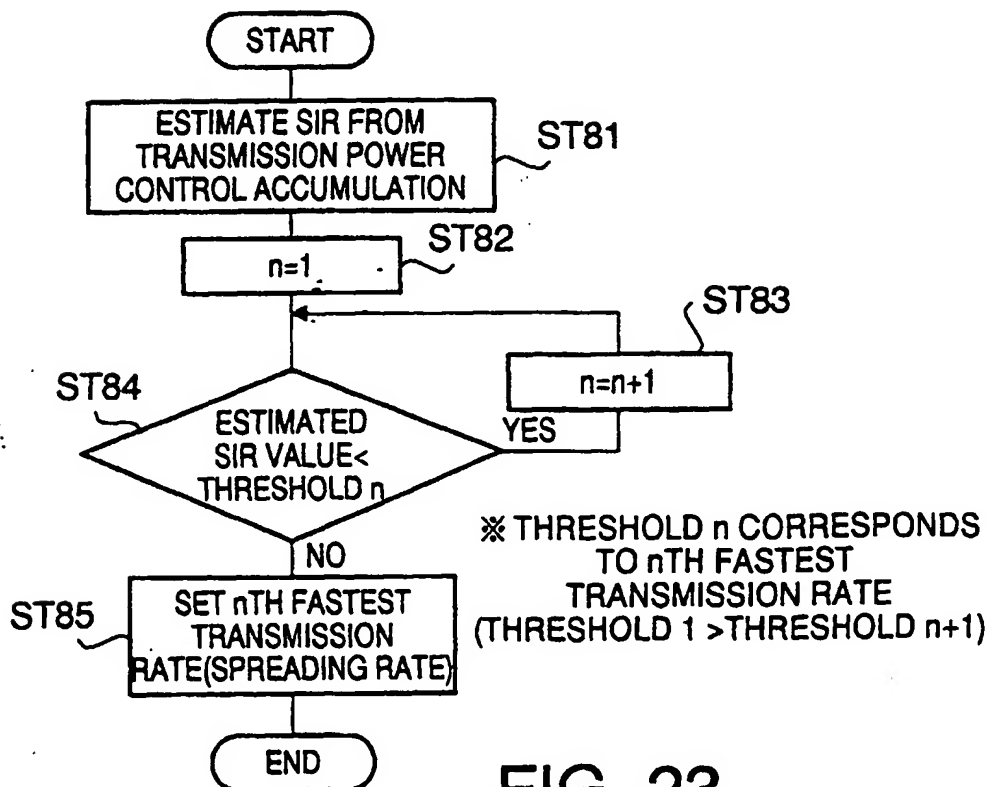 START
ESTIMATE SIR FROM
TRANSMISSION POWER
CONTROL ACCUMULATION
ST81
ST82
n=1
ST83
n=n+1
ST84
ESTIMATED
SIR VALUE<
THRESHOLD n
YES
NO
※ THRESHOLD n CORRESPONDS
TO nTH FASTEST
TRANSMISSION RATE
(THRESHOLD 1 >THRESHOLD n+1)
ST85
SET nTH FASTEST
TRANSMISSION
RATE(SPREADING RATE)
END